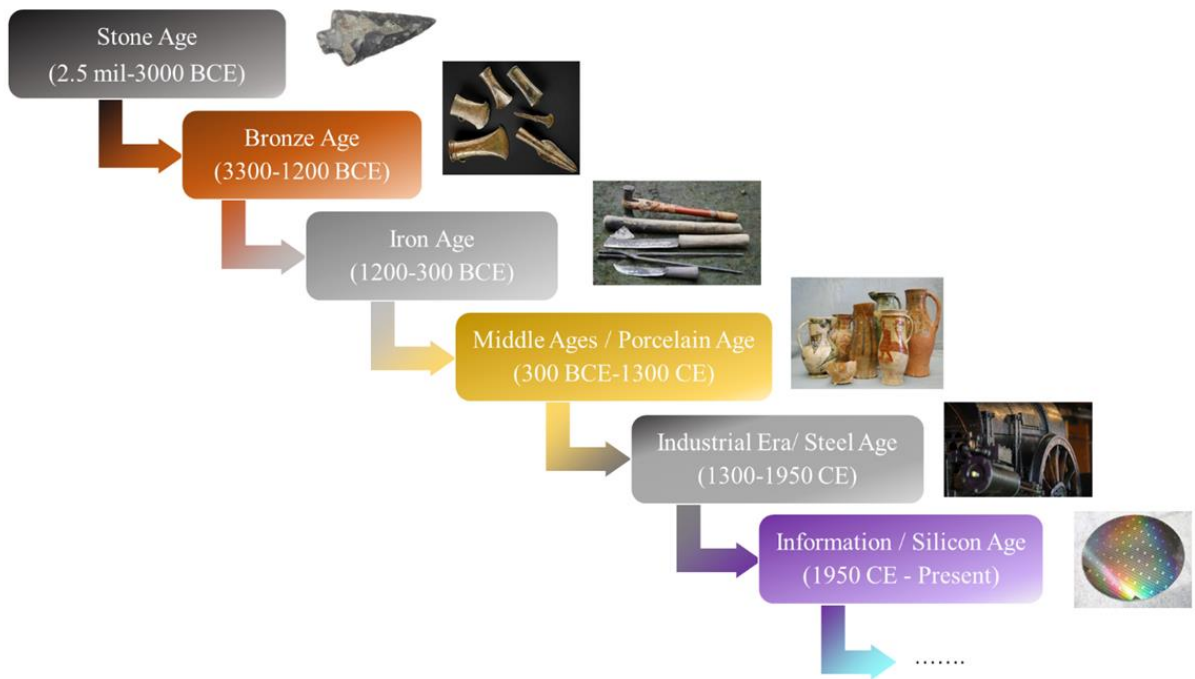 Stone Age
(2.5 mil-3000 BCE)
Bronze Age
(3300-1200 BCE)
Iron Age
(1200-300 BCE)
Middle Ages / Porcelain Age
(300 BCE-1300 CE)
Industrial Era/ Steel Age
(1300-1950 CE)
Information / Silicon Age
(1950 CE - Present)
.......